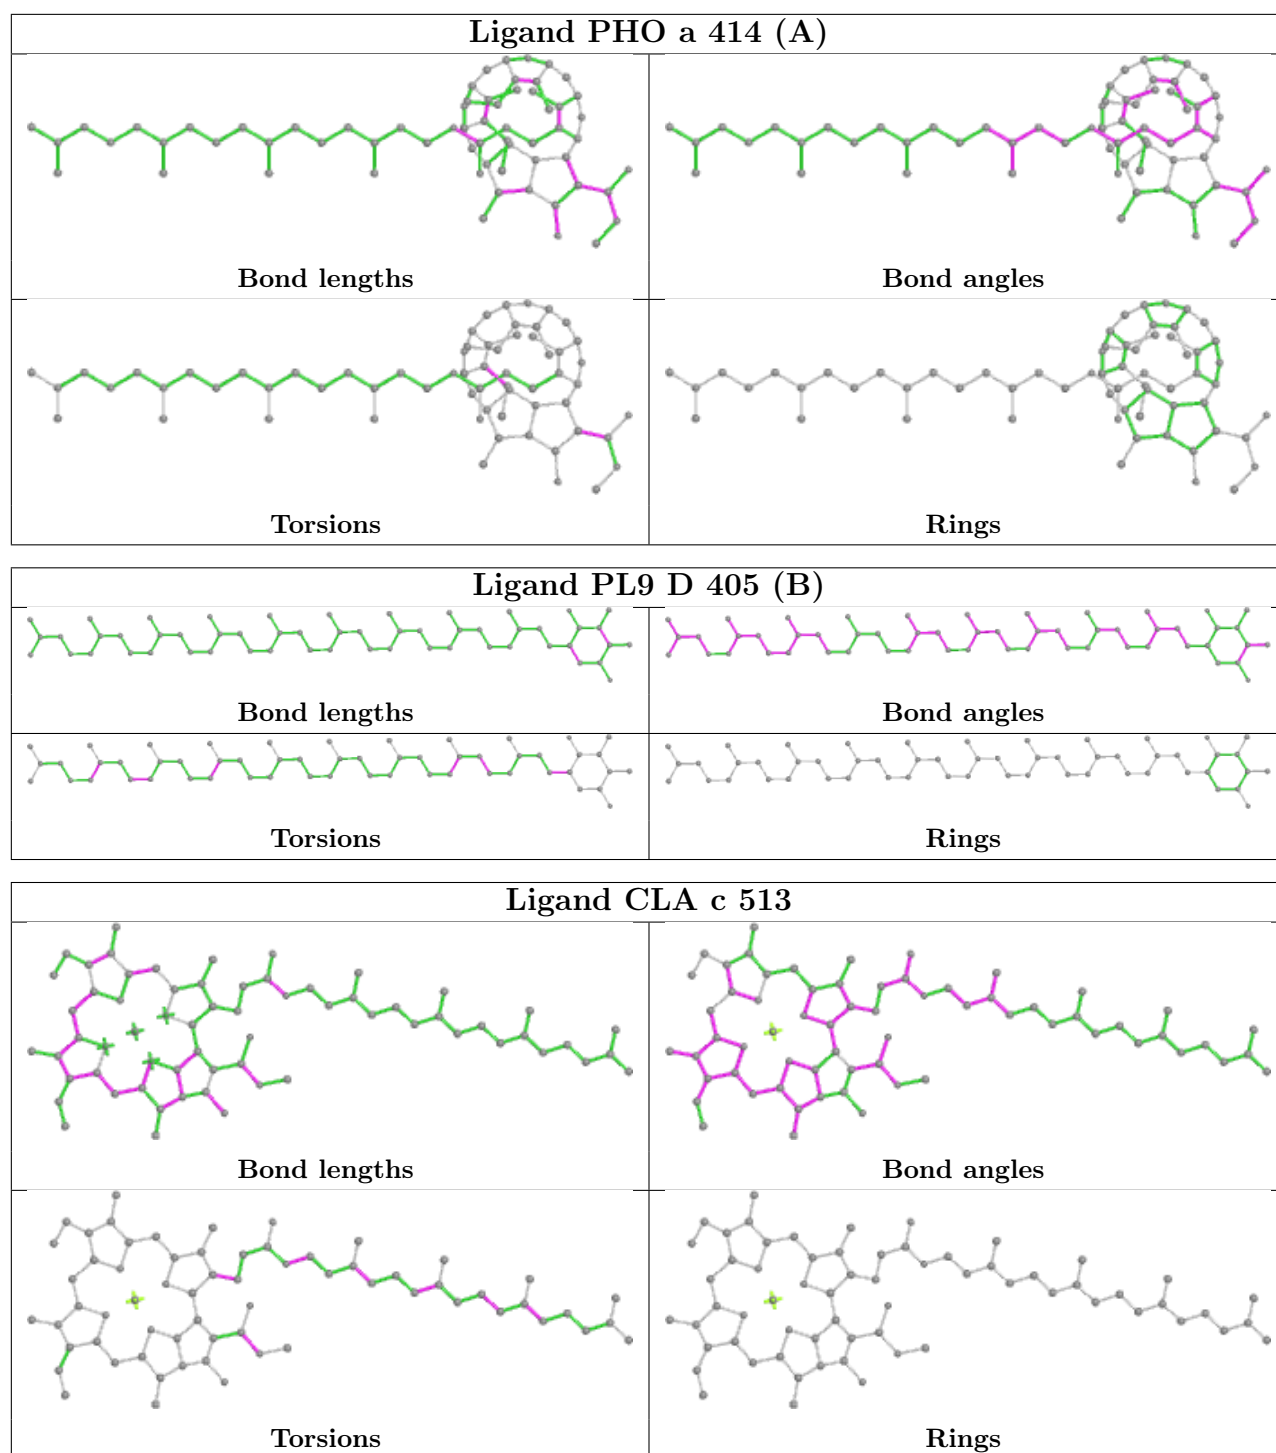 Ligand PHO a 414 (A)
Bond lengths
Bond angles
Torsions
Rings
Ligand PL9 D 405 (B)
Bond lengths
Bond angles
Torsions
Rings
Ligand CLA c 513
Bond lengths
Bond angles
Torsions
Rings